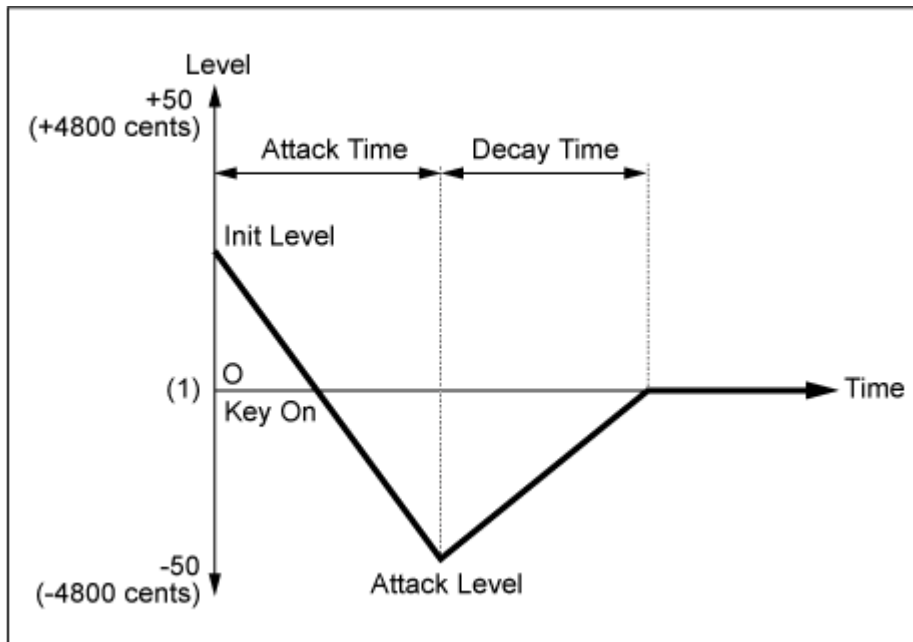 Level
+50
(+4800 cents)
Attack Time
Decay Time
Init Level
O
(1)
Time
Key On
-50
(-4800 cents)
Attack Level